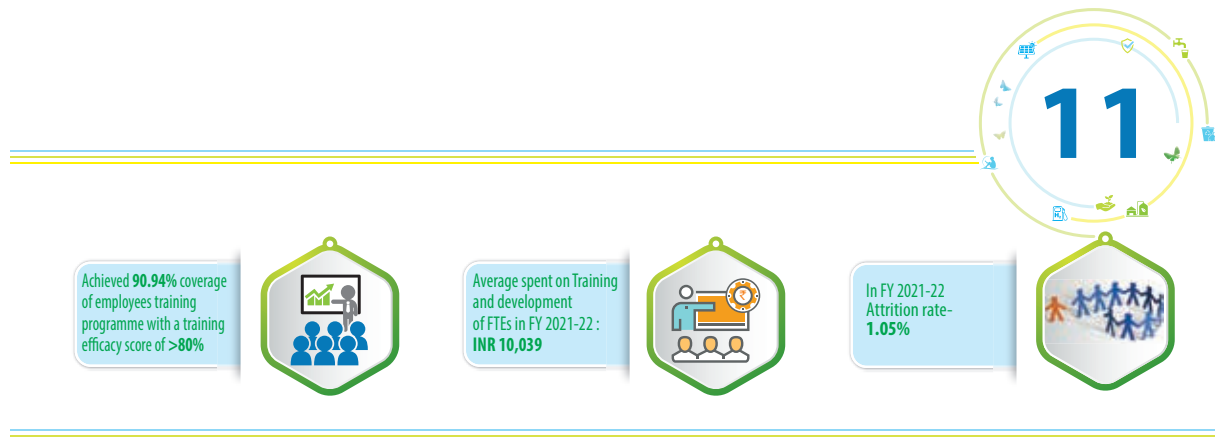 11
Achieved 90.94% coverage
of employees training
programme with a training
efficacy score of >80%
Average spent on Training
and development
of FTEs in FY 2021-22 :
INR 10,039
In FY 2021-22
Attrition rate-
1.05%